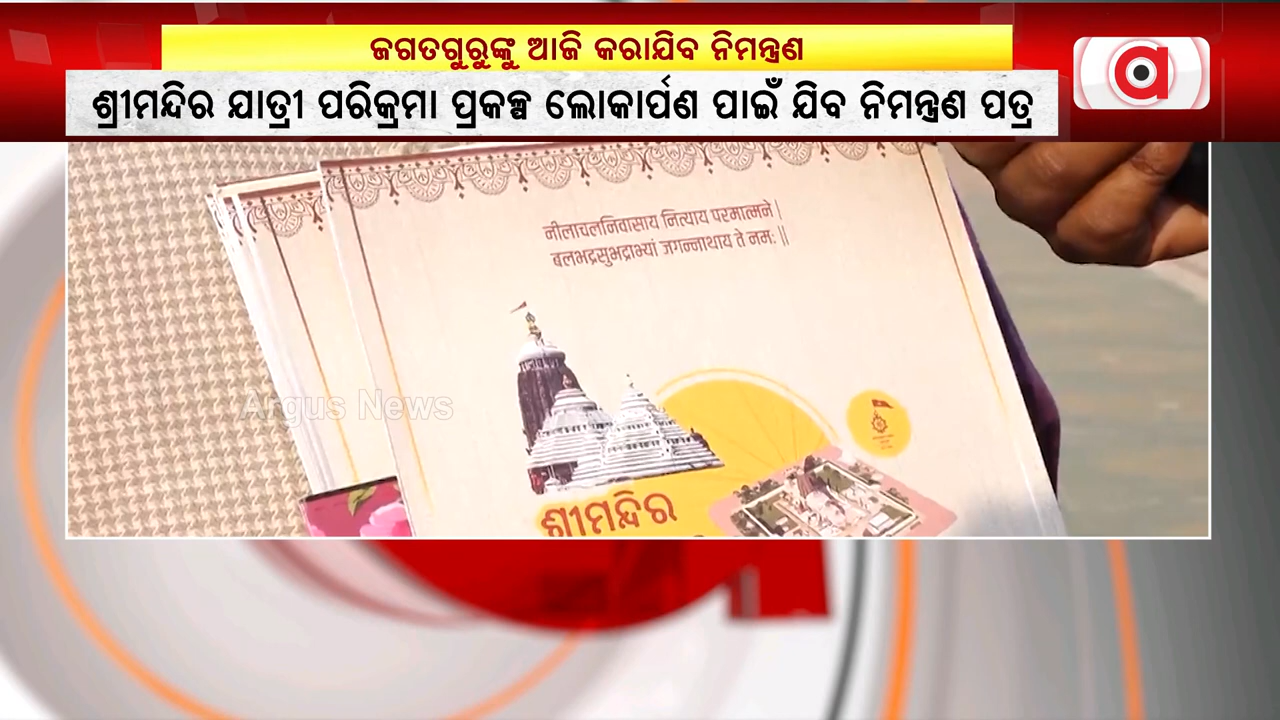 ଜଗତଗୁରୁଙ୍କୁ ଆଜି କରାଯିବ ନିମନ୍ତ୍ରଣ
ଶ୍ରୀମନ୍ଦିର ଯାତ୍ରୀ ପରିକ୍ରମା ପ୍ରକଳ୍ପ ଲୋକାର୍ପଣ ପାଇଁ ଯିବ ନିମନ୍ତ୍ରଣ ପତ୍ର
नीलाचलनिवासाय नित्याय परमात्मने |
बलभद्रसुभद्राभ्यां जगन्नाथाय ते नमः ||
Argus News
ଶ୍ରୀମନ୍ଦିର